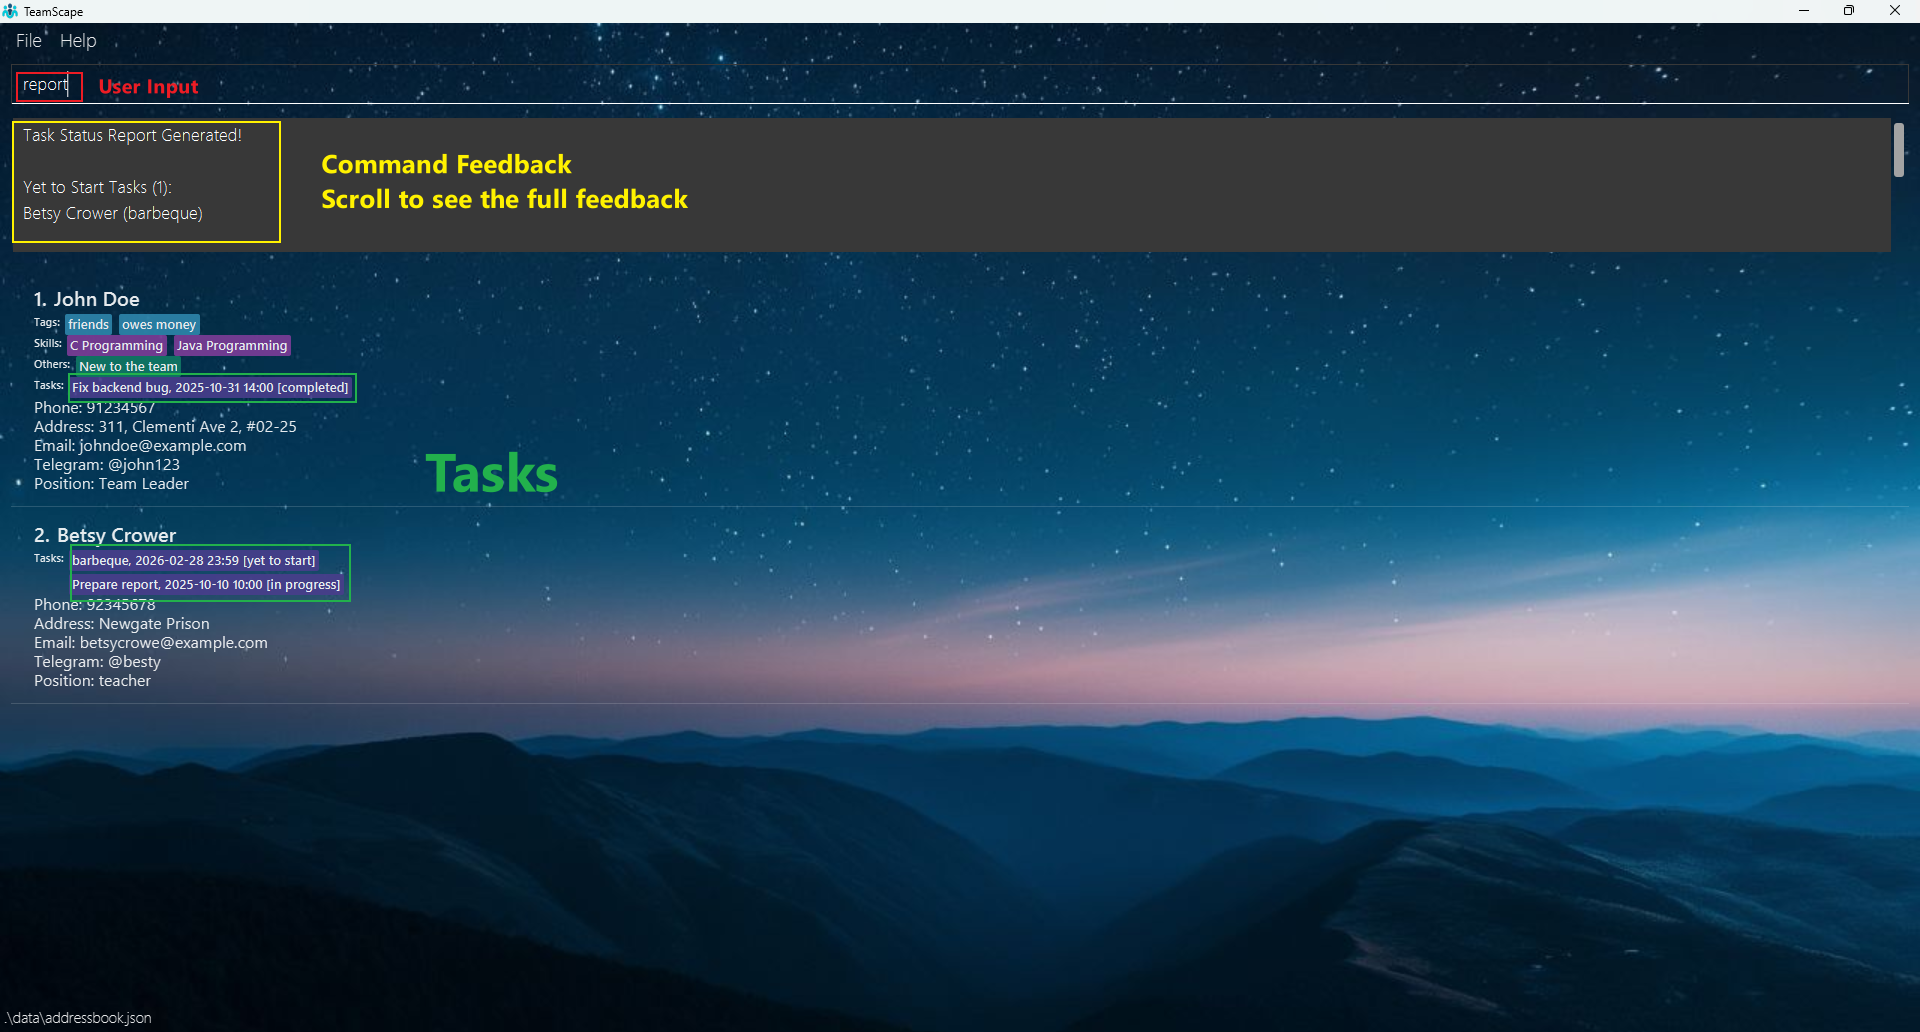 TeamScape
File Help
report User Input
Task Status Report Generated!
Command Feedback
Yet to Start Tasks (1):
Scroll to see the full feedback
Betsy Crower (barbeque)
1. John Doe
Tags: friends owes money
Skills: C Programming Java Programming
Others: New to the team
Tasks: Fix backend bug, 2025-10-31 14:00 [completed]
Phone: 91234567
Address: 311, Clementi Ave 2, #02-25
Email: johndoe@example.com
Telegram: @john123
Position: Team Leader
Tasks
2. Betsy Crower
Tasks: barbeque, 2026-02-28 23:59 [yet to start]
Prepare report, 2025-10-10 10:00 [in progress]
Phone: 92345678
Address: Newgate Prison
Email: betsycrowe@example.com
Telegram: @besty
Position: teacher
.\data\addressbook.json